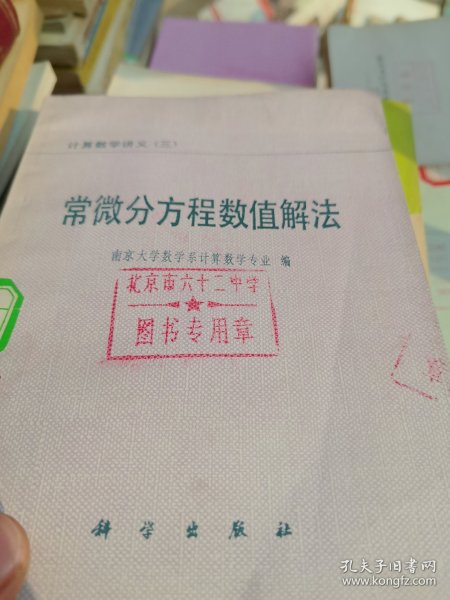 计算数学讲义（三）
常微分方程数值解法
南京大学数学系计算数学专业 编
北京市六十二中学
图书专用章
科学出版社
孔夫子旧书网
www.kongfz.com